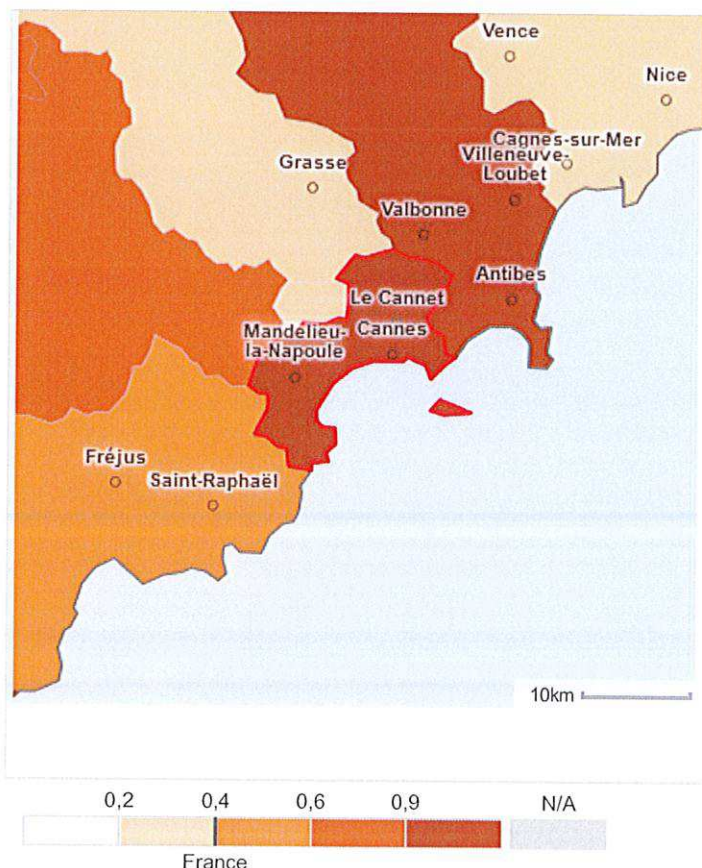 Vence
Nice
Cagnes-sur-Mer
Villeneuve-
Loubet
Grasse
Valbonne
Antibes
Le Cannet
Mandelieu-
la-Napoule
Cannes
Fréjus
Saint-Raphaël
10km
0,2 0,4 0,6 0,9 N/A
France